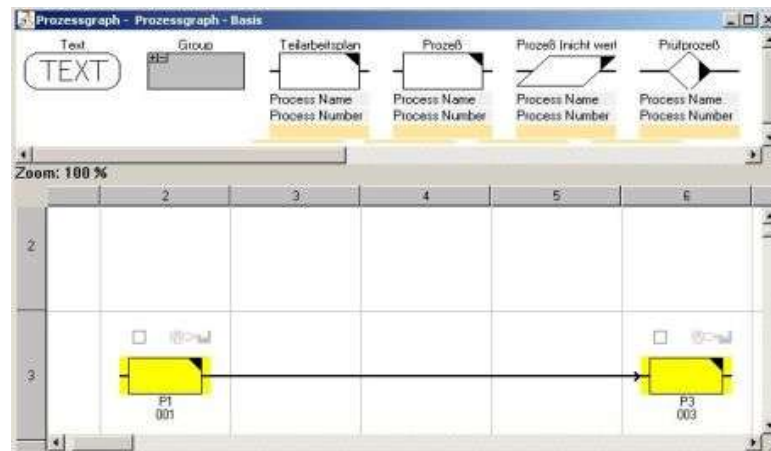 Prozessgraph - Prozessgraph - Basis
Text Group Teilarbeitsplan Prozeß Prozeß (nicht wert Prüfprozeß
TEXT
Process Name Process Name Process Name Process Name
Process Number Process Number Process Number Process Number
Zoom: 100 %
2 3 4 5 6
2
3
P1 P3
001 003